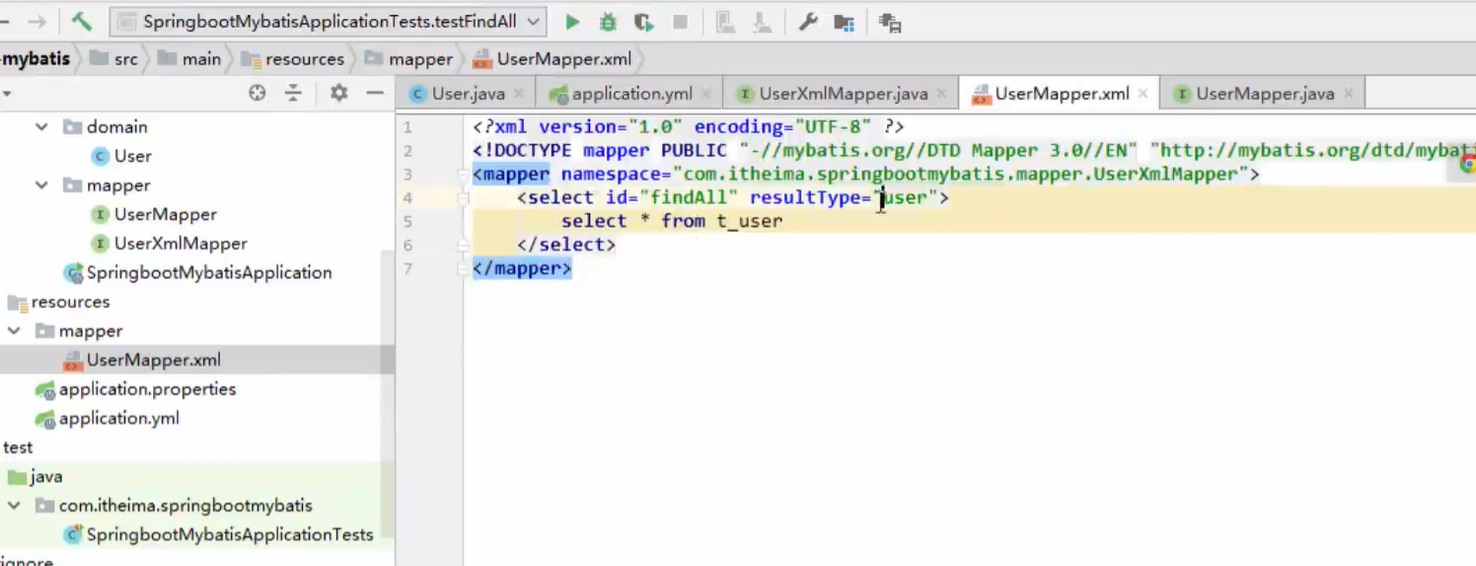 SpringbootMybatisApplicationTests.testFindAll
mybatis src main resources mapper UserMapper.xml
User.java application.yml UserXmlMapper.java UserMapper.xml UserMapper.java
domain
User
mapper
UserMapper
UserXmlMapper
SpringbootMybatisApplication
resources
mapper
UserMapper.xml
application.properties
application.yml
test
java
com.itheima.springbootmybatis
SpringbootMybatisApplicationTests
1 <?xml version="1.0" encoding="UTF-8" ?>
2 <!DOCTYPE mapper PUBLIC "-//mybatis.org//DTD Mapper 3.0//EN" "http://mybatis.org/dtd/mybati
3 <mapper namespace="com.itheima.springbootmybatis.mapper.UserXmlMapper">
4 <select id="findAll" resultType="user">
5 select * from t_user
6 </select>
7 </mapper>